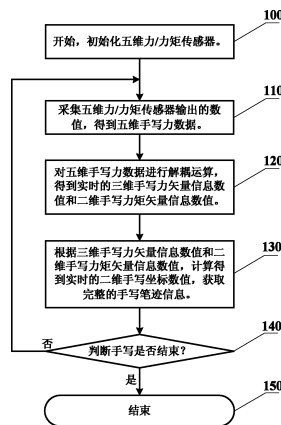 100
开始，初始化五维力/力矩传感器。
110
采集五维力/力矩传感器输出的数
值，得到五维手写力数据。
120
对五维手写力数据进行解耦运算，
得到实时的三维手写力矢量信息数
值和二维手写力矩矢量信息数值。
130
根据三维手写力矢量信息数值和二
维手写力矩矢量信息数值，计算得
到实时的二维手写坐标数值，获取
完整的手写笔迹信息。
140
否
判断手写是否结束？
是
150
结束